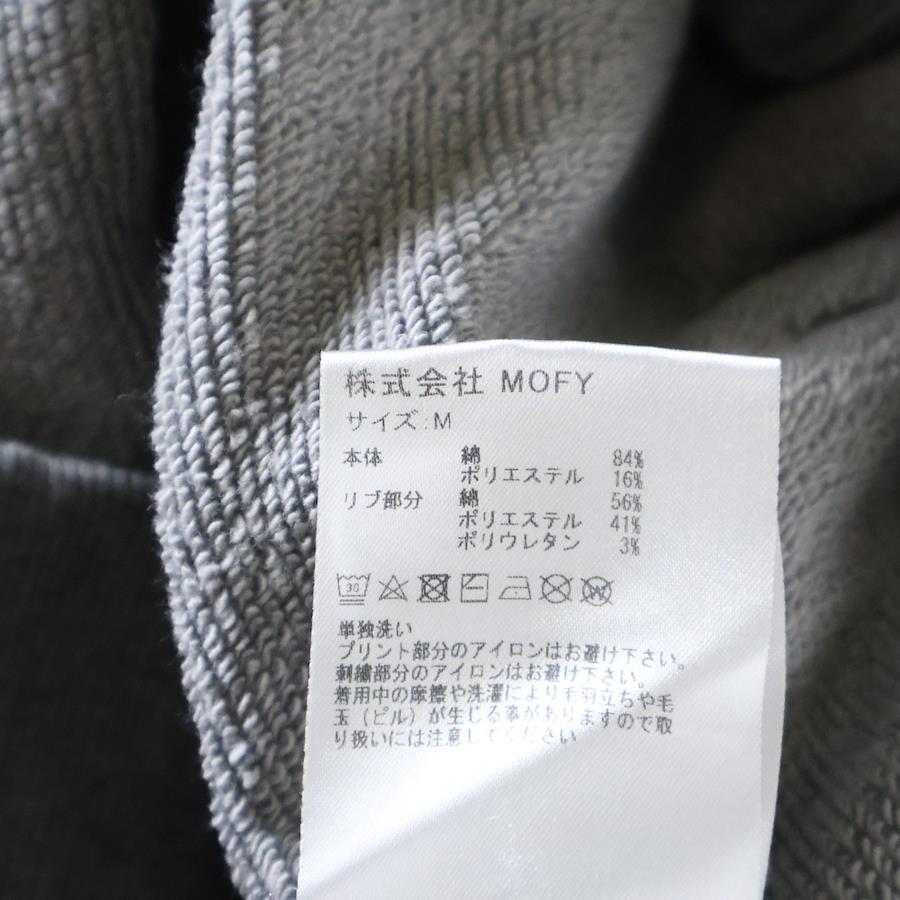 株式会社 MOFY
サイズ:M
本体 綿 84%
ポリエステル 16%
リブ部分 綿 56%
ポリエステル 41%
ポリウレタン 3%
30 W
単独洗い
プリント部分のアイロンはお避け下さい。
刺繍部分のアイロンはお避け下さい。
着用中の摩擦や洗濯により毛羽立ちや毛
玉(ピル)が生じる事がありますので取
り扱いには注意してください